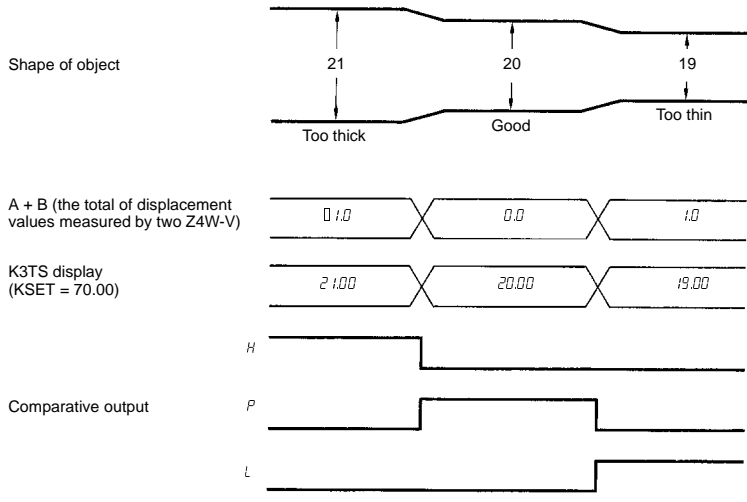 21
20
19
Shape of object
Too thick
Good
Too thin
A + B (the total of displacement
values measured by two Z4W-V)
▯1.0
0.0
1.0
K3TS display
(KSET = 70.00)
21.00
20.00
19.00
H
Comparative output
P
L